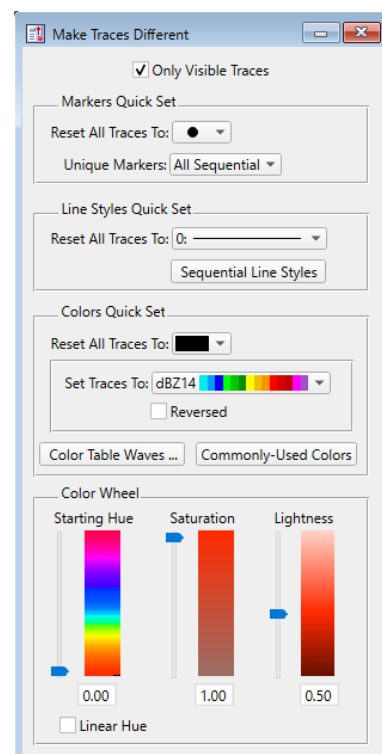 Make Traces Different
Only Visible Traces
Markers Quick Set
Reset All Traces To:
Unique Markers: All Sequential
Line Styles Quick Set
Reset All Traces To: 0:
Sequential Line Styles
Colors Quick Set
Reset All Traces To:
Set Traces To: dBZ14
Reversed
Color Table Waves ... Commonly-Used Colors
Color Wheel
Starting Hue Saturation Lightness
0.00 1.00 0.50
Linear Hue